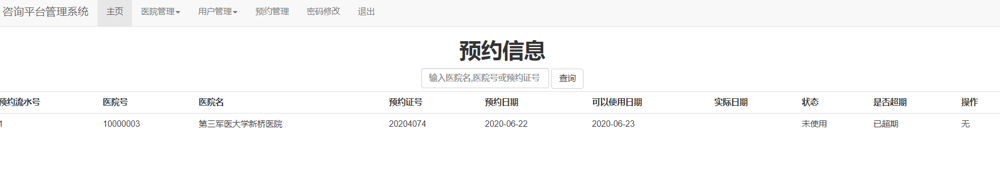 咨询平台管理系统 主页 医院管理 用户管理 预约管理 密码修改 退出
预约信息
输入医院名,医院号或预约证号 查询
预约流水号 医院号 医院名 预约证号 预约日期 可以使用日期 实际日期 状态 是否超期 操作
1 10000003 第三军医大学新桥医院 20204074 2020-06-22 2020-06-23 未使用 已超期 无